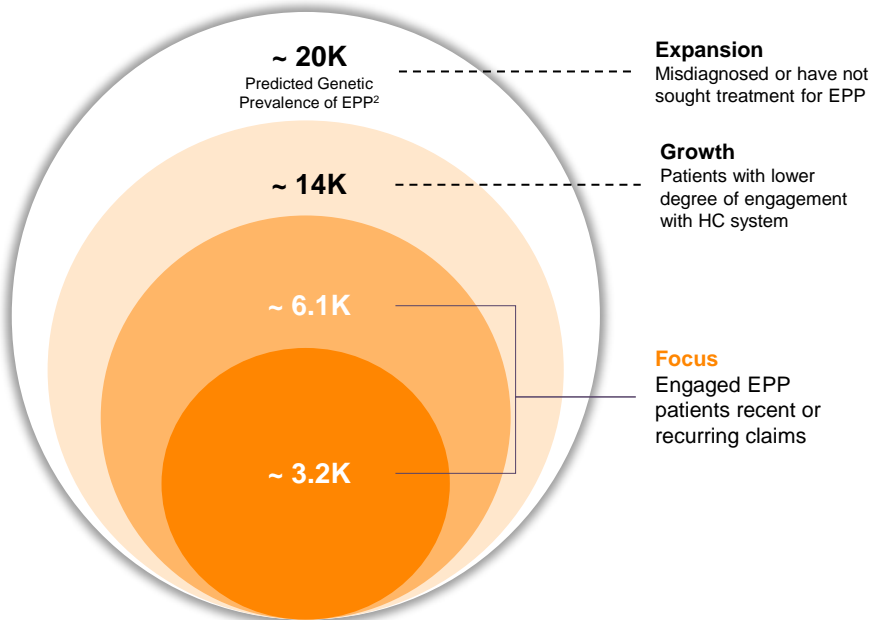 ~ 20K
Predicted Genetic
Prevalence of EPP²
Expansion
Misdiagnosed or have not
sought treatment for EPP
~ 14K
Growth
Patients with lower
degree of engagement
with HC system
~ 6.1K
Focus
Engaged EPP
patients recent or
recurring claims
~ 3.2K